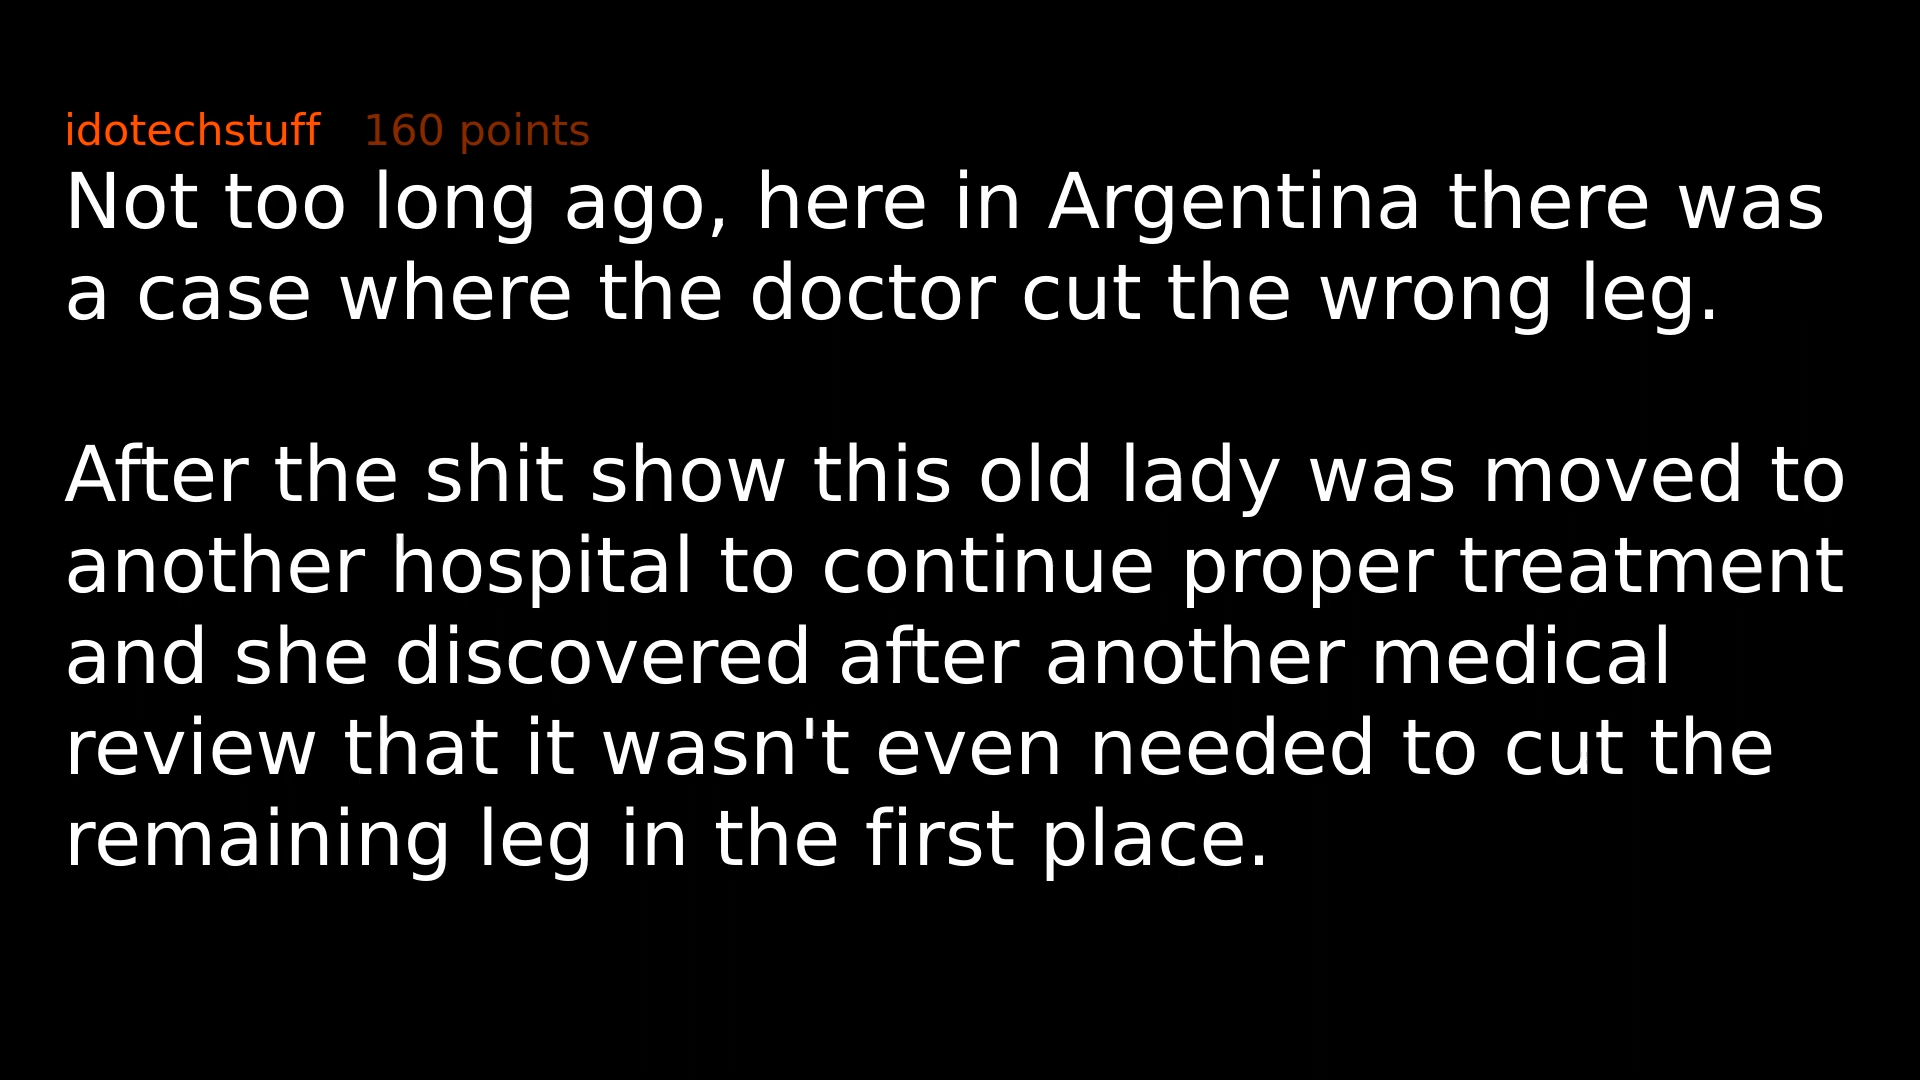 idotechstuff 160 points
Not too long ago, here in Argentina there was
a case where the doctor cut the wrong leg.
After the shit show this old lady was moved to
another hospital to continue proper treatment
and she discovered after another medical
review that it wasn't even needed to cut the
remaining leg in the first place.